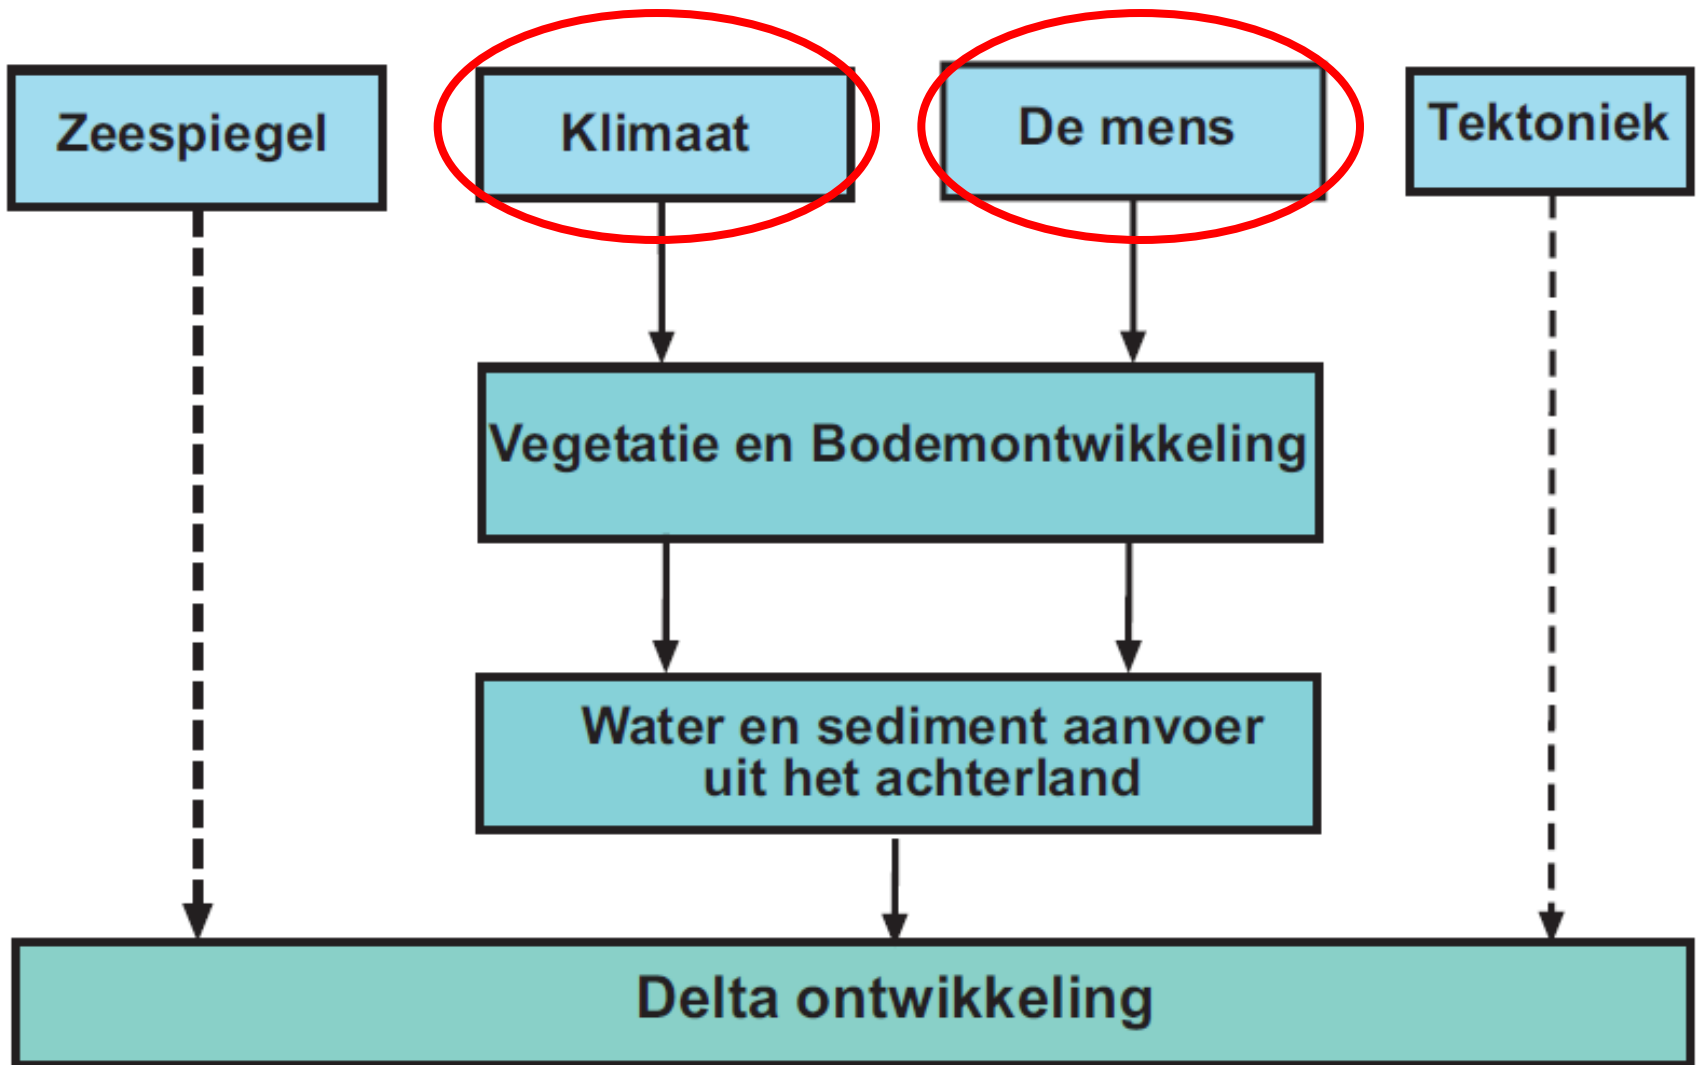 Zeespiegel
Klimaat
De mens
Tektoniek
Vegetatie en Bodemontwikkeling
Water en sediment aanvoer
uit het achterland
Delta ontwikkeling